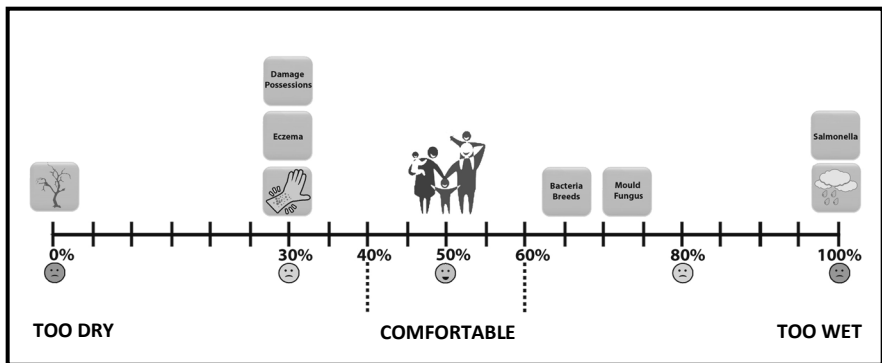 Damage
Possessions
Eczema
Salmonella
Bacteria
Breeds
Mould
Fungus
0% 30% 40% 50% 60% 80% 100%
TOO DRY COMFORTABLE TOO WET